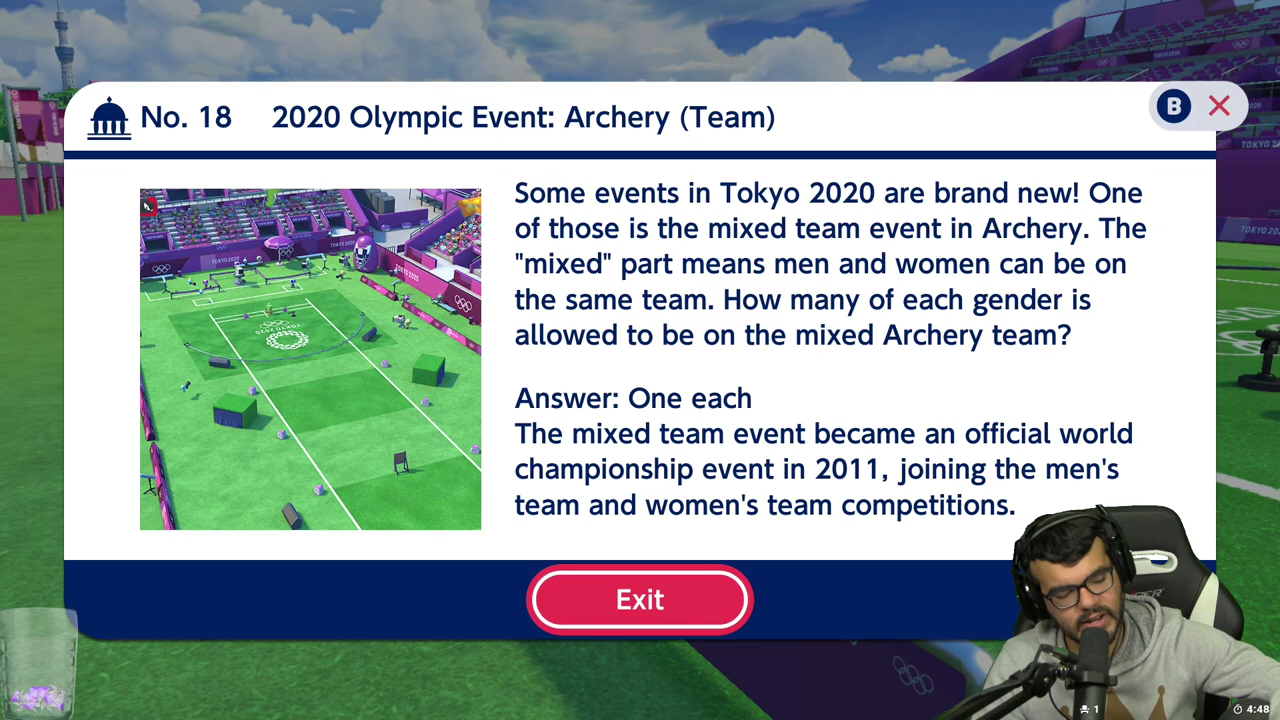 No. 18 2020 Olympic Event: Archery (Team)
B
Some events in Tokyo 2020 are brand new! One
of those is the mixed team event in Archery. The
"mixed" part means men and women can be on
the same team. How many of each gender is
allowed to be on the mixed Archery team?
Answer: One each
The mixed team event became an official world
championship event in 2011, joining the men's
team and women's team competitions.
Exit
1
4:48